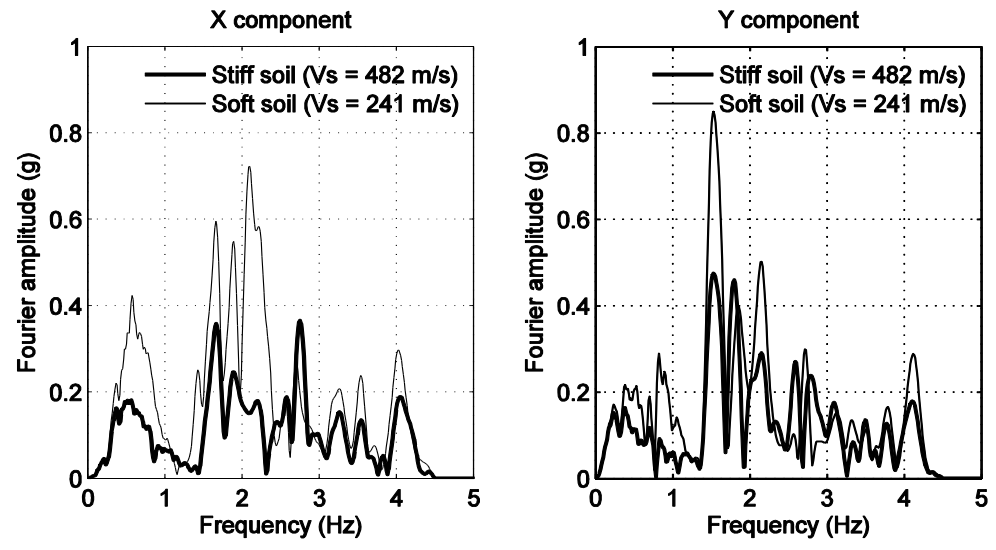 X component
1
0.8
0.6
0.4
0.2
0
Fourier amplitude (g)
Stiff soil (Vs = 482 m/s)
Soft soil (Vs = 241 m/s)
0 1 2 3 4 5
Frequency (Hz)
Y component
1
0.8
0.6
0.4
0.2
0
Fourier amplitude (g)
Stiff soil (Vs = 482 m/s)
Soft soil (Vs = 241 m/s)
0 1 2 3 4 5
Frequency (Hz)